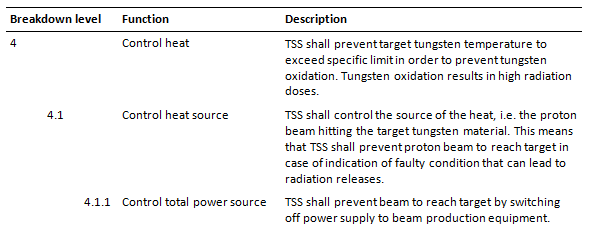 Breakdown level Function Description
4 Control heat TSS shall prevent target tungsten temperature to
exceed specific limit in order to prevent tungsten
oxidation. Tungsten oxidation results in high radiation
doses.
4.1 Control heat source TSS shall control the source of the heat, i.e. the proton
beam hitting the target tungsten material. This means
that TSS shall prevent proton beam to reach target in
case of indication of faulty condition that can lead to
radiation releases.
4.1.1 Control total power source TSS shall prevent beam to reach target by switching
off power supply to beam production equipment.